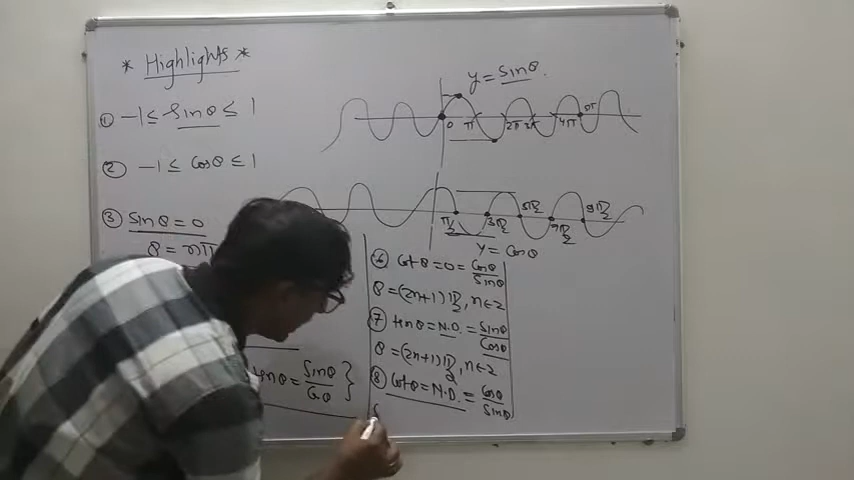 * Highlights *
① -1 ≤ Sinθ ≤ 1
② -1 ≤ Cosθ ≤ 1
③ Sinθ = 0
θ = nπ
tanθ = Sinθ/Cosθ }
y = Sinθ.
0 π 2π 3π 4π 5π
π/2 3π/2 5π/2 7π/2 9π/2
y = Cosθ
⑥ Cotθ = 0 = Cosθ/Sinθ
θ = (2n+1)π/2, n∈Z
⑦ tanθ = N.D. = Sinθ/Cosθ
θ = (2n+1)π/2, n∈Z
⑧ Cotθ = N.D. = Cosθ/Sinθ